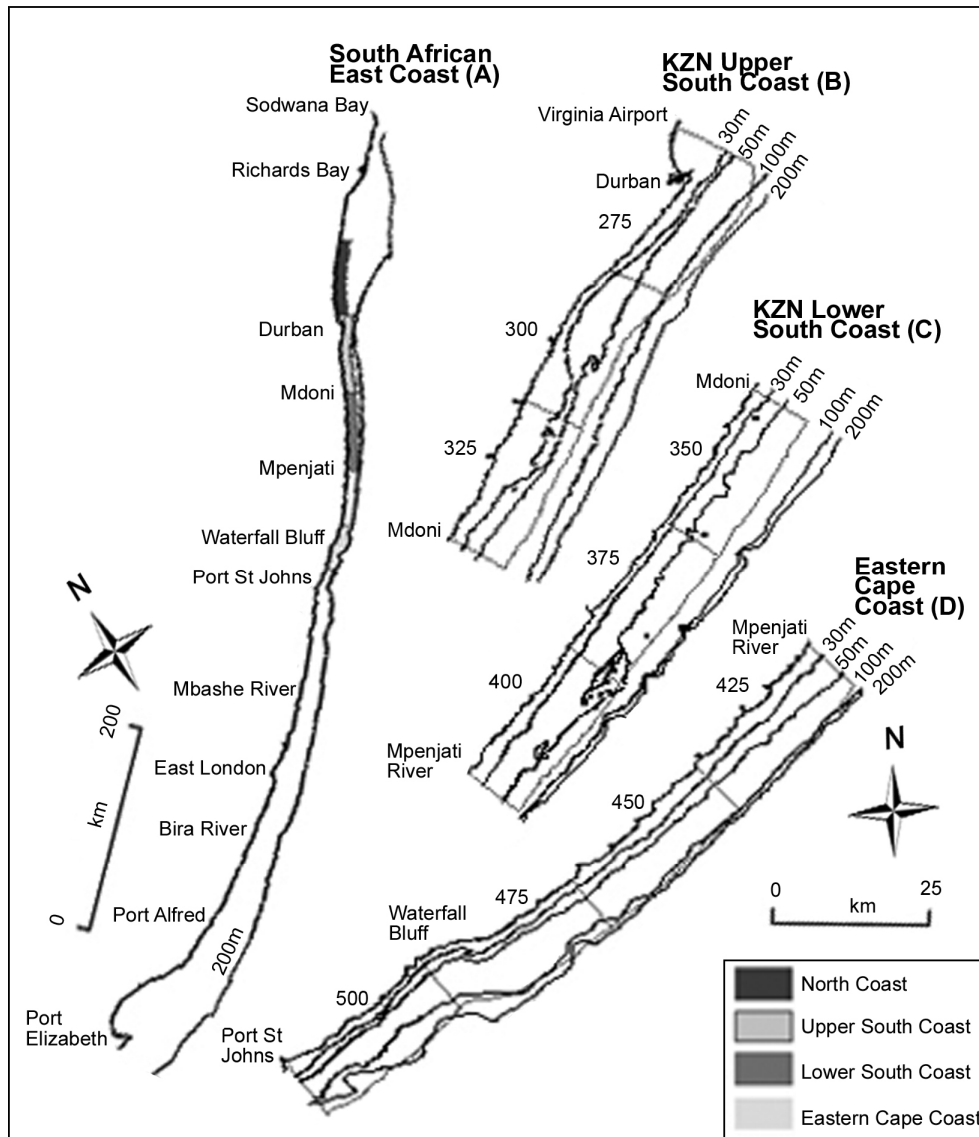 South African
East Coast (A)
Sodwana Bay
Richards Bay
Durban
Mdoni
Mpenjati
Waterfall Bluff
Port St Johns
Mbashe River
East London
Bira River
Port Alfred
Port
Elizabeth
200m
N
200
km
0
KZN Upper
South Coast (B)
Virginia Airport
Durban
30m
50m
100m
200m
275
300
325
Mdoni
KZN Lower
South Coast (C)
Mdoni
30m
50m
100m
200m
350
375
400
Mpenjati
River
Eastern
Cape
Coast (D)
Mpenjati
River
30m
50m
100m
200m
425
450
475
Waterfall
Bluff
500
Port St
Johns
N
0 25
km
North Coast
Upper South Coast
Lower South Coast
Eastern Cape Coast